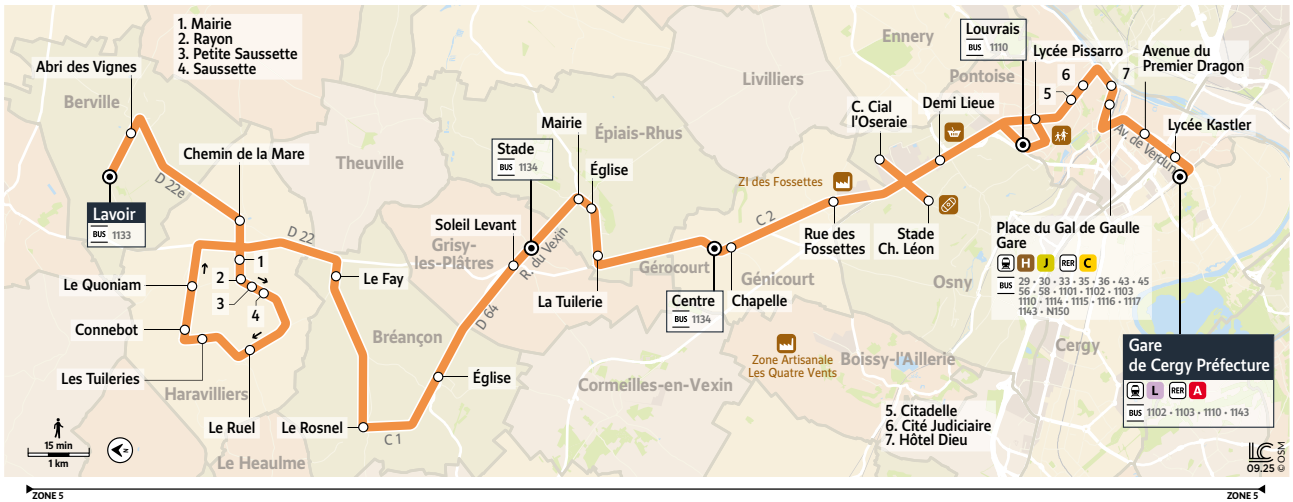 1. Mairie
2. Rayon
3. Petite Saussette
4. Saussette
Abri des Vignes
Berville
Lavoir
BUS 1133
D 22e
Chemin de la Mare
Theuville
D 22
1
2
3
4
Le Quoniam
Connebot
Les Tuileries
Haravilliers
Le Ruel
Le Heaulme
Le Fay
Bréançon
Le Rosnel
C 1
Église
D 64
Soleil Levant
Grisy-
les-Plâtres
Stade
BUS 1134
R. du Vexin
Mairie
Épiais-Rhus
Église
La Tuilerie
Livilliers
Gérocourt
Centre
BUS 1134
Chapelle
Génicourt
C 2
Cormeilles-en-Vexin
Zone Artisanale
Les Quatre Vents
Boissy-l'Aillerie
ZI des Fossettes
Rue des
Fossettes
C. Cial
l'Oseraie
Stade
Ch. Léon
Demi Lieue
Ennery
Osny
Louvrais
BUS 1110
Pontoise
Lycée Pissarro
5
6
7
Avenue du
Premier Dragon
Lycée Kastler
Av. de Verdun
Place du Gal de Gaulle
Gare
H J RER C
BUS 29 • 30 • 33 • 35 • 36 • 43 • 45
56 • 58 • 1101 • 1102 • 1103
1110 • 1114 • 1115 • 1116 • 1117
1143 • N150
Cergy
Gare
de Cergy Préfecture
L RER A
BUS 1102 • 1103 • 1110 • 1143
5. Citadelle
6. Cité Judiciaire
7. Hôtel Dieu
15 min
1 km
N
LC
09.25
© OSM
ZONE 5
ZONE 5